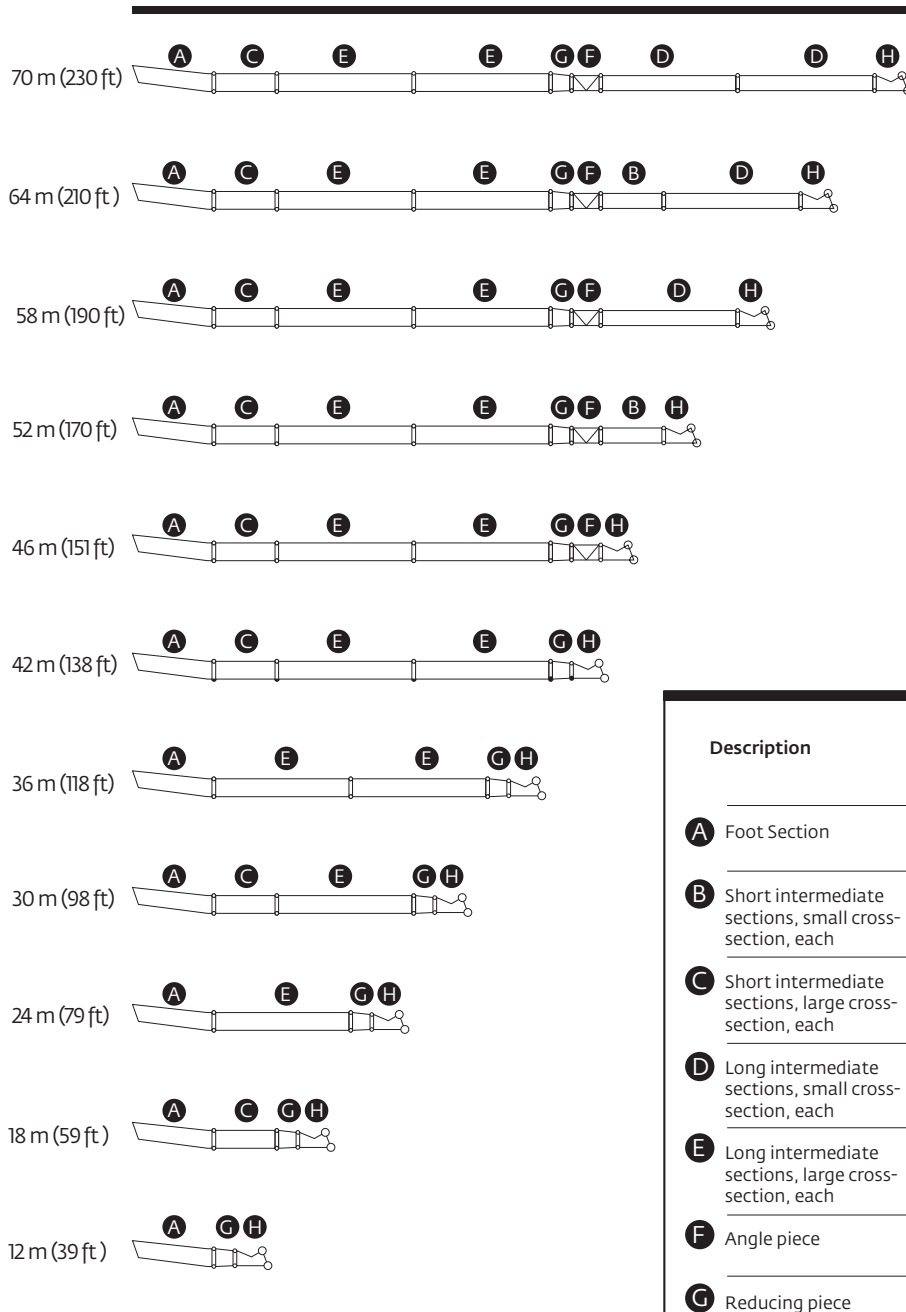 A C E E G F D D H
70 m (230 ft)
A C E E G F B D H
64 m (210 ft )
A C E E G F D H
58 m (190 ft)
A C E E G F B H
52 m (170 ft)
A C E E G F H
46 m (151 ft)
A C E E G H
42 m (138 ft)
A E E G H
36 m (118 ft)
A C E G H
30 m (98 ft)
A E G H
24 m (79 ft)
A C G H
18 m (59 ft )
A G H
12 m (39 ft )
Description
A Foot Section
B Short intermediate
sections, small cross-
section, each
C Short intermediate
sections, large cross-
section, each
D Long intermediate
sections, small cross-
section, each
E Long intermediate
sections, large cross-
section, each
F Angle piece
G Reducing piece